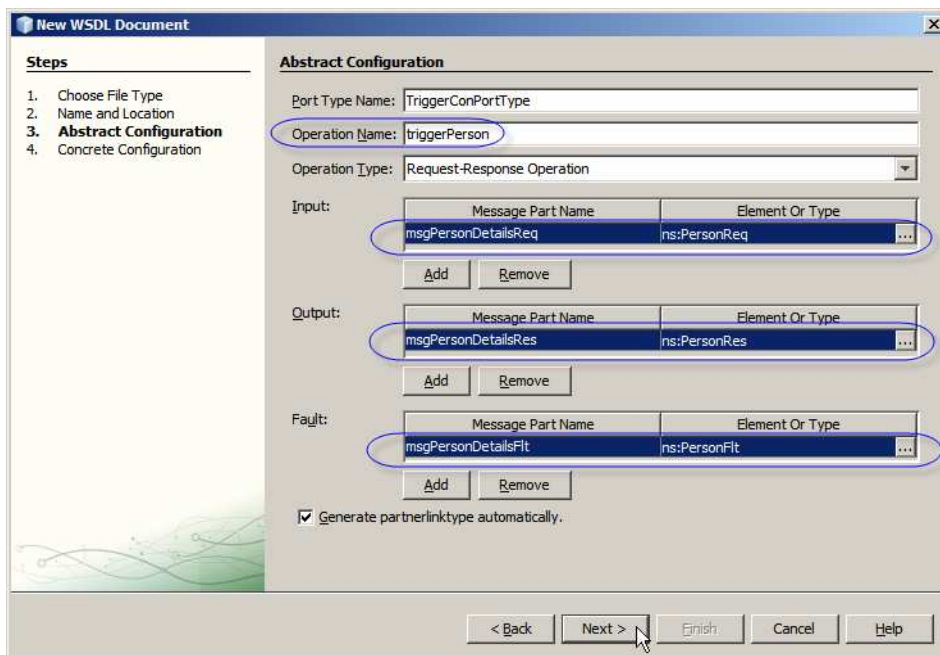 New WSDL Document
Steps
1. Choose File Type
2. Name and Location
3. Abstract Configuration
4. Concrete Configuration
Abstract Configuration
Port Type Name: TriggerConPortType
Operation Name: triggerPerson
Operation Type: Request-Response Operation
Input:
Message Part Name Element Or Type
msgPersonDetailsReq ns:PersonReq ...
Add Remove
Output:
Message Part Name Element Or Type
msgPersonDetailsRes ns:PersonRes ...
Add Remove
Fault:
Message Part Name Element Or Type
msgPersonDetailsFlt ns:PersonFlt ...
Add Remove
Generate partnerlinktype automatically.
< Back Next > Finish Cancel Help